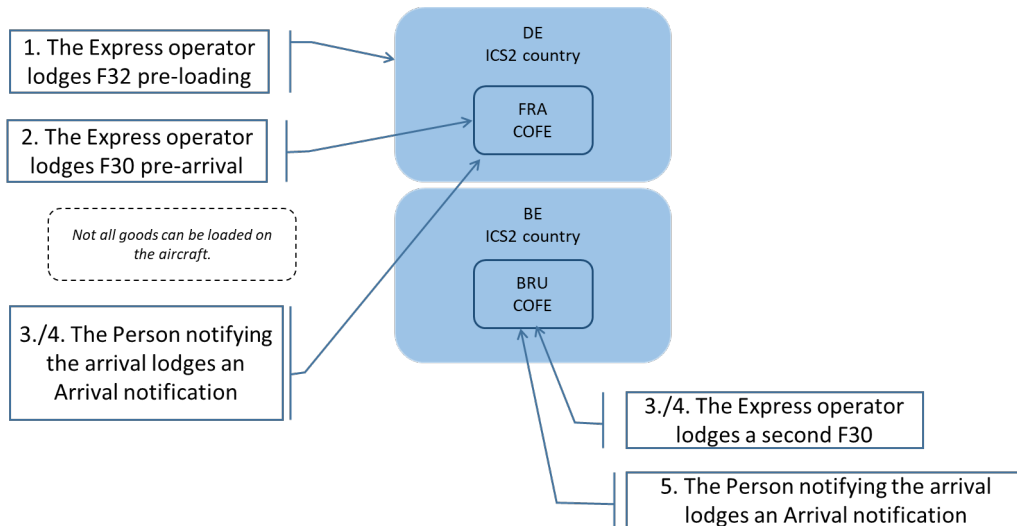 1. The Express operator
lodges F32 pre-loading
DE
ICS2 country
FRA
COFE
2. The Express operator
lodges F30 pre-arrival
Not all goods can be loaded on
the aircraft.
BE
ICS2 country
BRU
COFE
3./4. The Person notifying
the arrival lodges an
Arrival notification
3./4. The Express operator
lodges a second F30
5. The Person notifying the arrival
lodges an Arrival notification